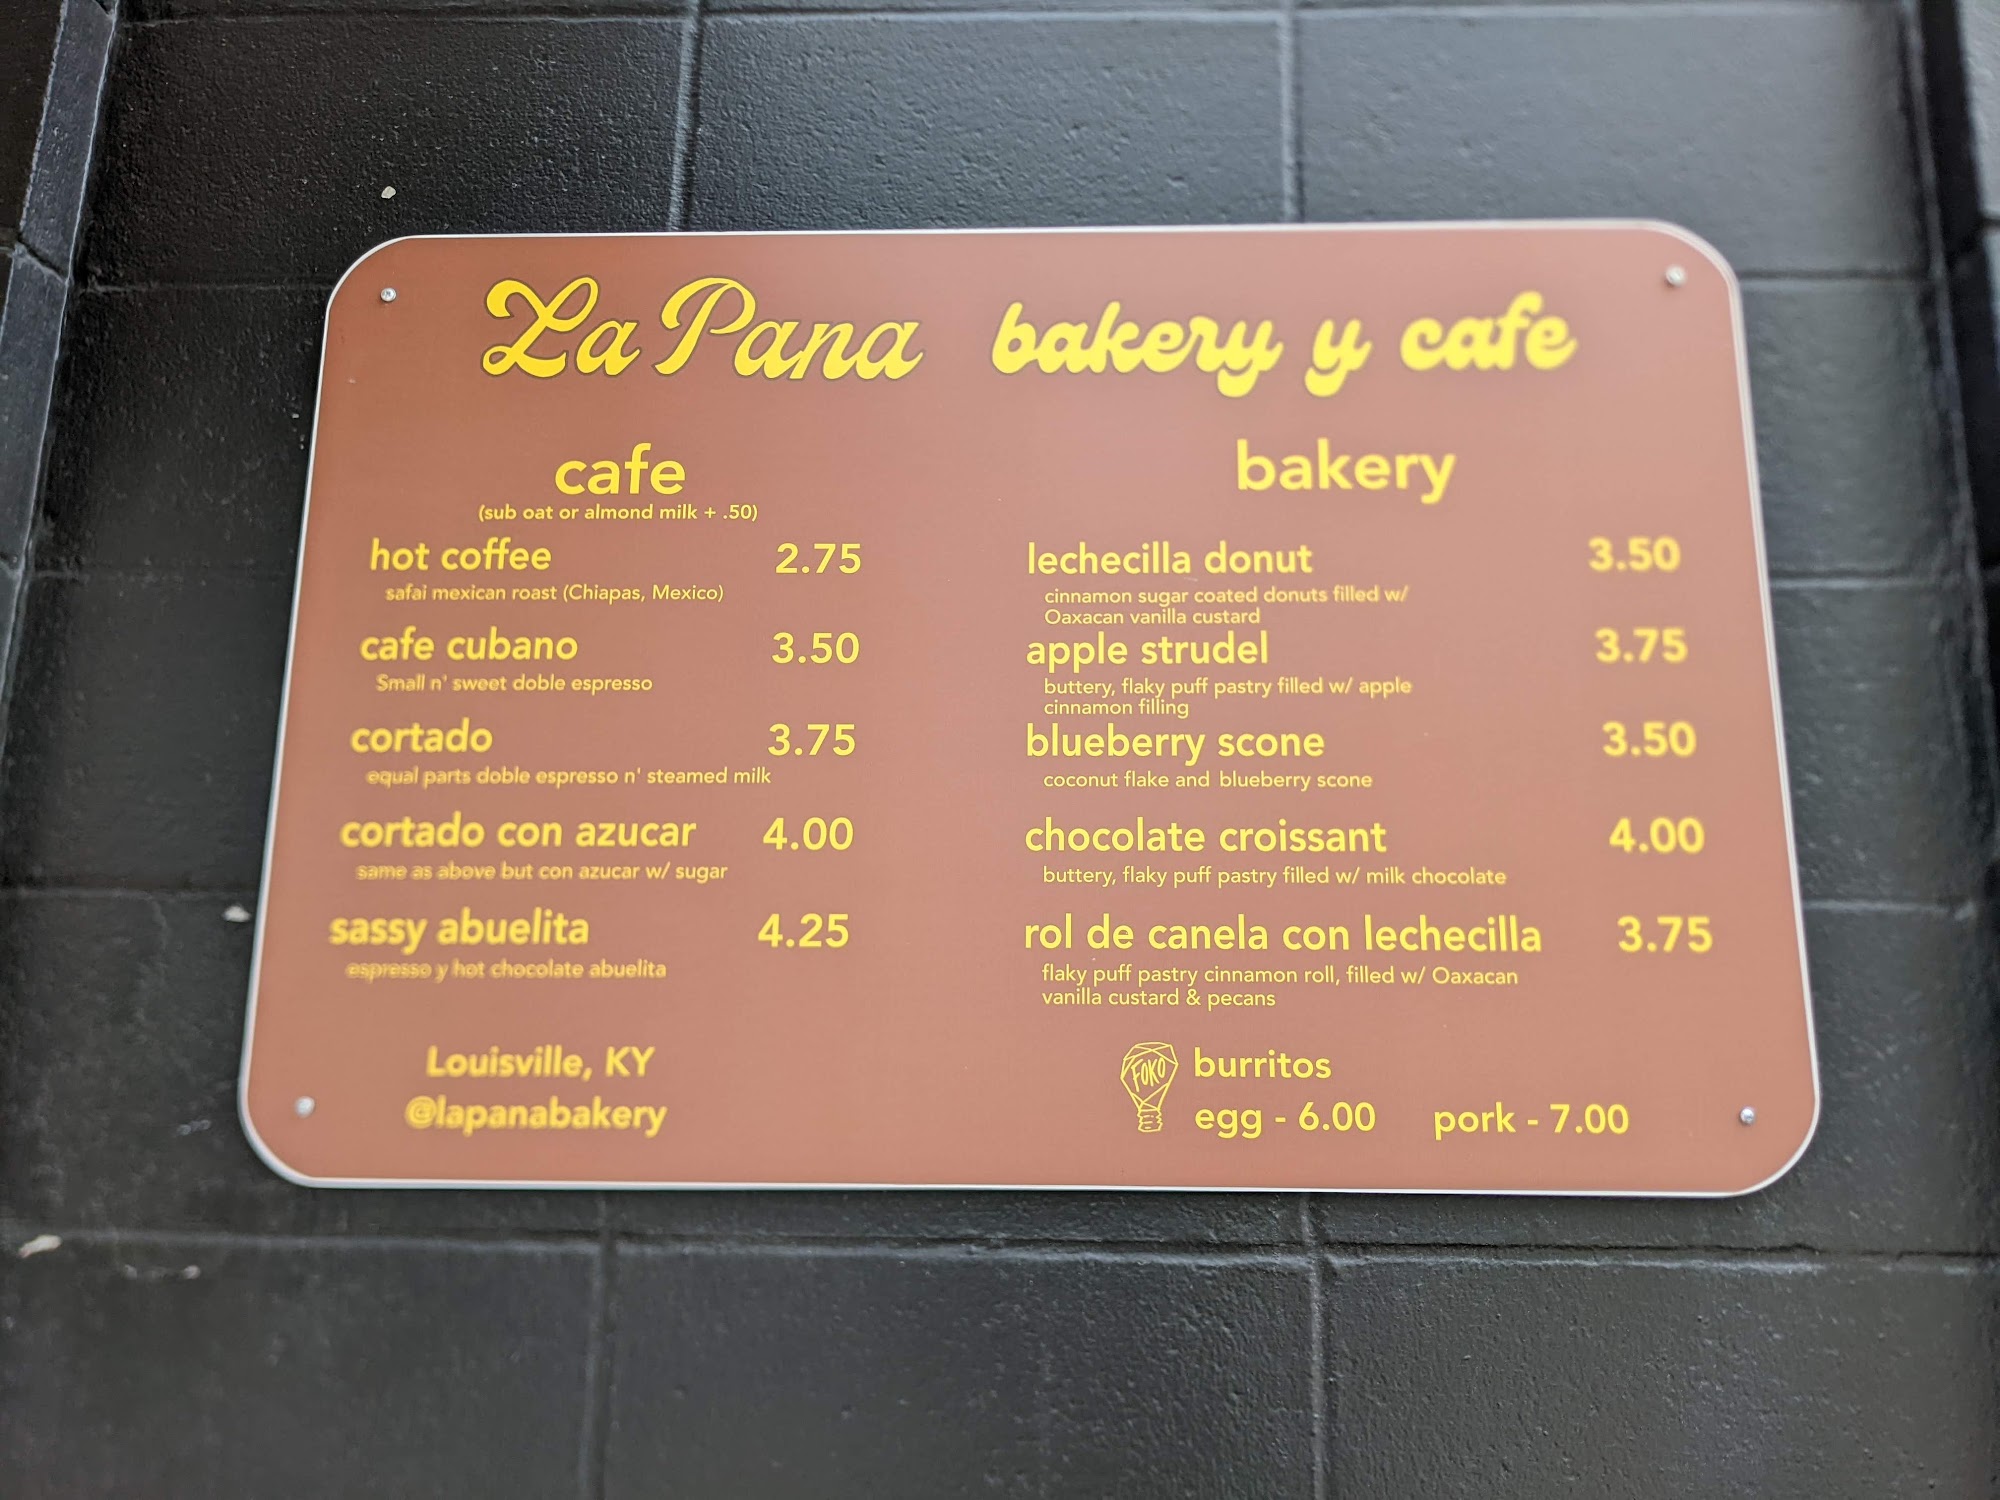 La Pana bakery y cafe
cafe
(sub oat or almond milk + .50)
hot coffee 2.75
safai mexican roast (Chiapas, Mexico)
cafe cubano 3.50
Small n' sweet doble espresso
cortado 3.75
equal parts doble espresso n' steamed milk
cortado con azucar 4.00
same as above but con azucar w/ sugar
sassy abuelita 4.25
espresso y hot chocolate abuelita
Louisville, KY
@lapanabakery
bakery
lechecilla donut 3.50
cinnamon sugar coated donuts filled w/
Oaxacan vanilla custard
apple strudel 3.75
buttery, flaky puff pastry filled w/ apple
cinnamon filling
blueberry scone 3.50
coconut flake and blueberry scone
chocolate croissant 4.00
buttery, flaky puff pastry filled w/ milk chocolate
rol de canela con lechecilla 3.75
flaky puff pastry cinnamon roll, filled w/ Oaxacan
vanilla custard & pecans
FOKO burritos
egg - 6.00 pork - 7.00